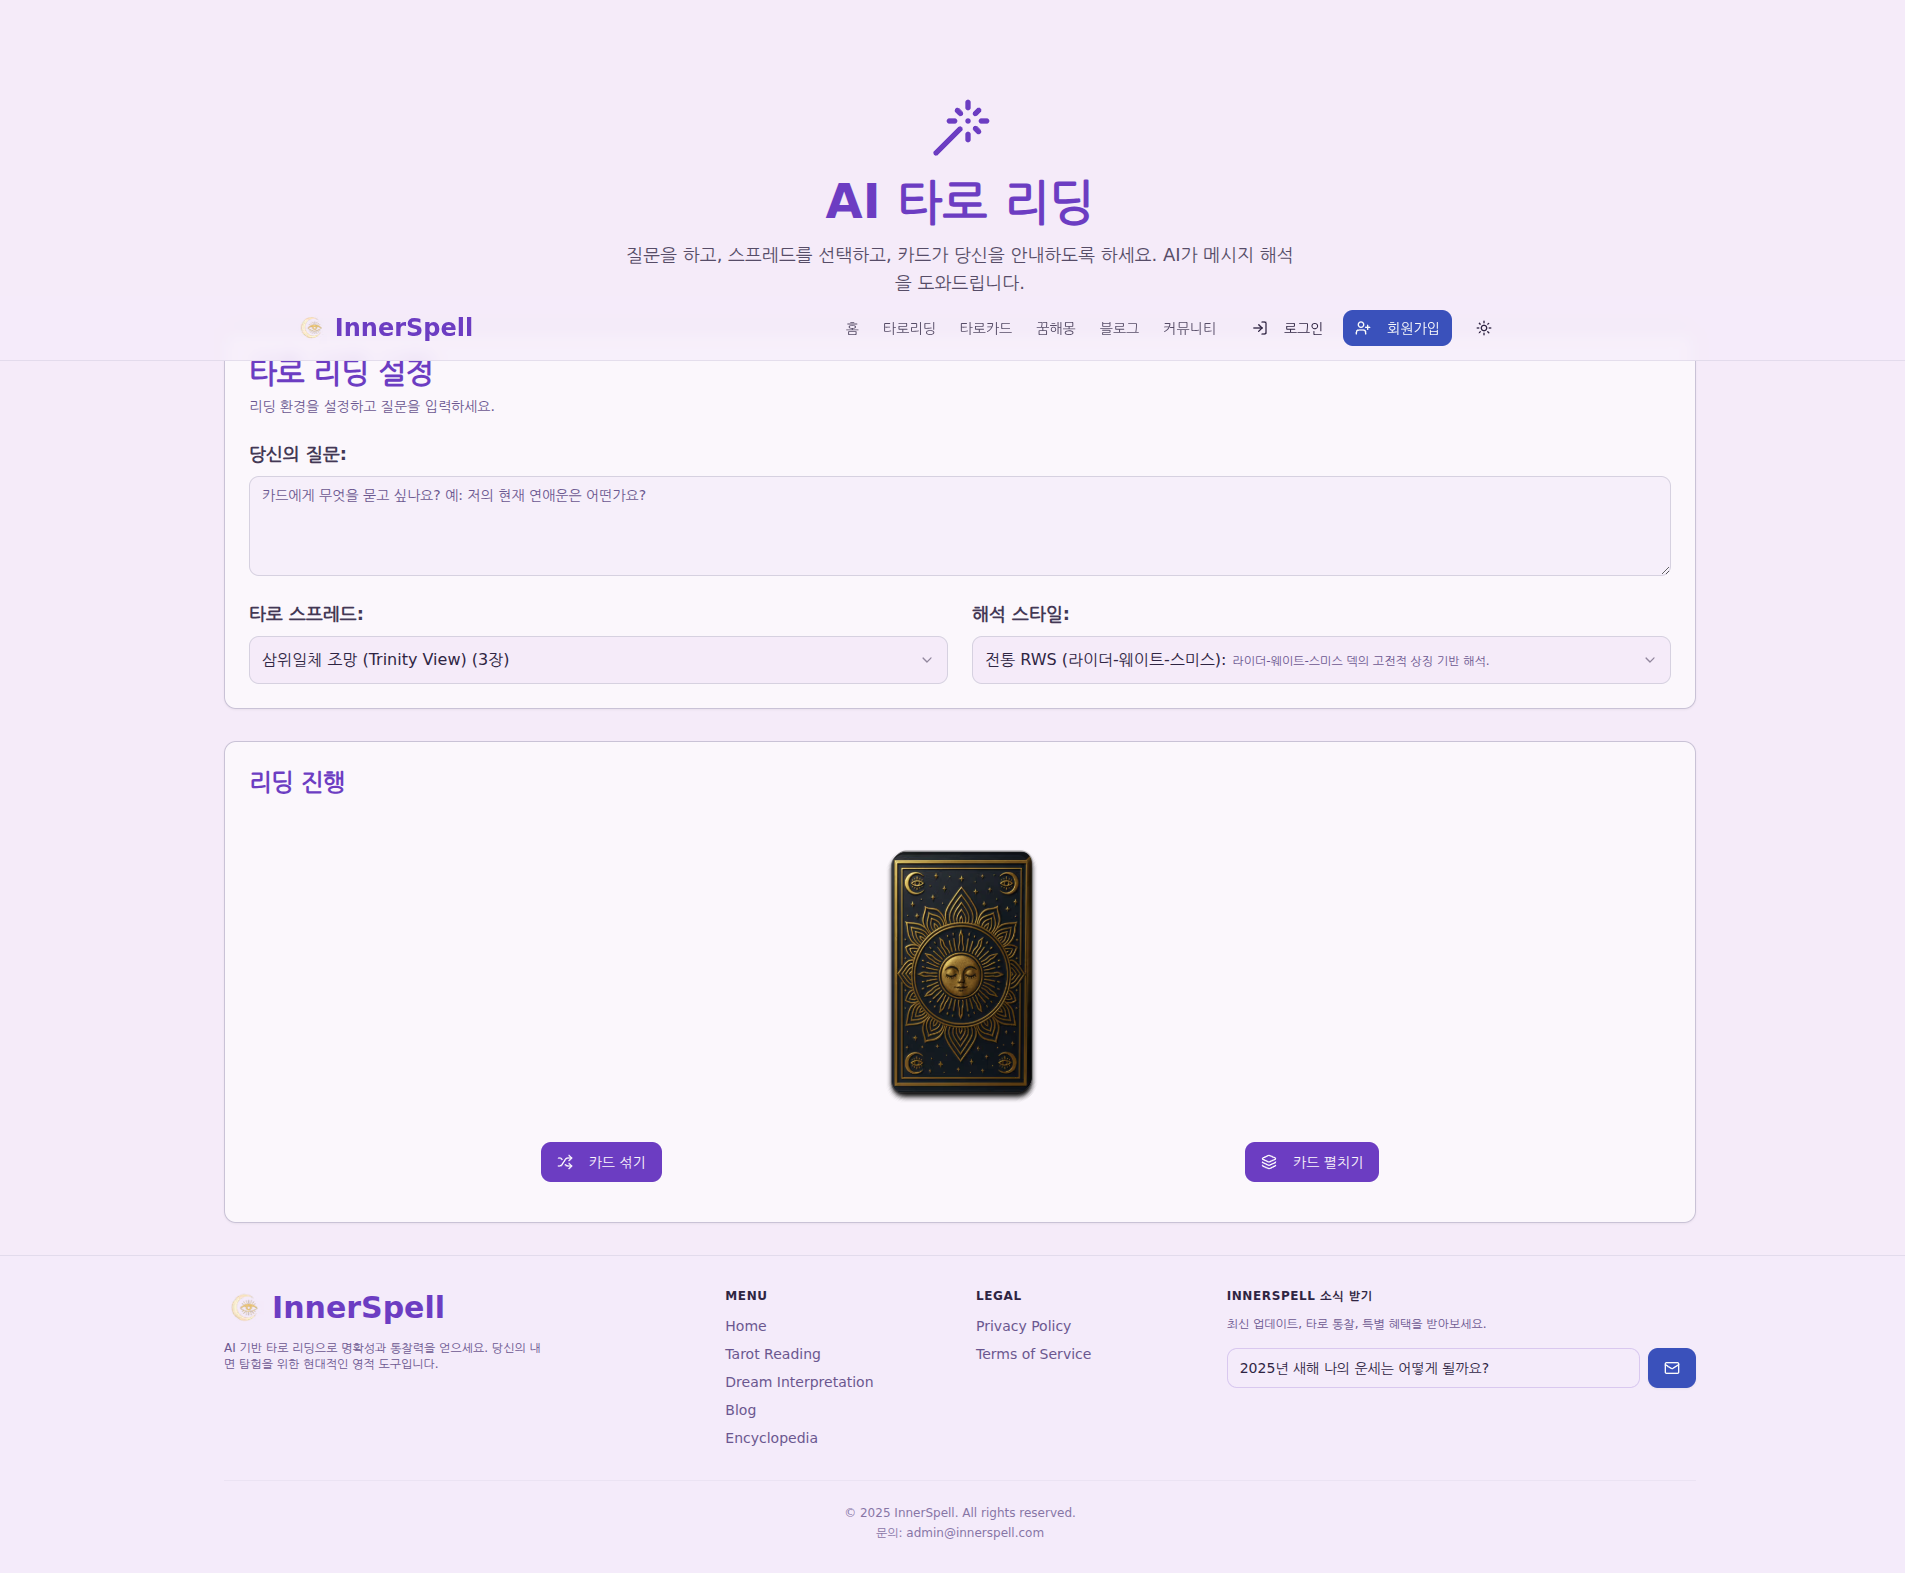 AI 타로 리딩
질문을 하고, 스프레드를 선택하고, 카드가 당신을 안내하도록 하세요. AI가 메시지 해석
을 도와드립니다.
InnerSpell
홈
타로리딩
타로카드
꿈해몽
블로그
커뮤니티
로그인
회원가입
타로 리딩 설정
리딩 환경을 설정하고 질문을 입력하세요.
당신의 질문:
카드에게 무엇을 묻고 싶나요? 예: 저의 현재 연애운은 어떤가요?
타로 스프레드:
삼위일체 조망 (Trinity View) (3장)
해석 스타일:
전통 RWS (라이더-웨이트-스미스): 라이더-웨이트-스미스 덱의 고전적 상징 기반 해석.
리딩 진행
카드 섞기
카드 펼치기
InnerSpell
AI 기반 타로 리딩으로 명확성과 통찰력을 얻으세요. 당신의 내
면 탐험을 위한 현대적인 영적 도구입니다.
MENU
Home
Tarot Reading
Dream Interpretation
Blog
Encyclopedia
LEGAL
Privacy Policy
Terms of Service
INNERSPELL 소식 받기
최신 업데이트, 타로 통찰, 특별 혜택을 받아보세요.
2025년 새해 나의 운세는 어떻게 될까요?
© 2025 InnerSpell. All rights reserved.
문의: admin@innerspell.com